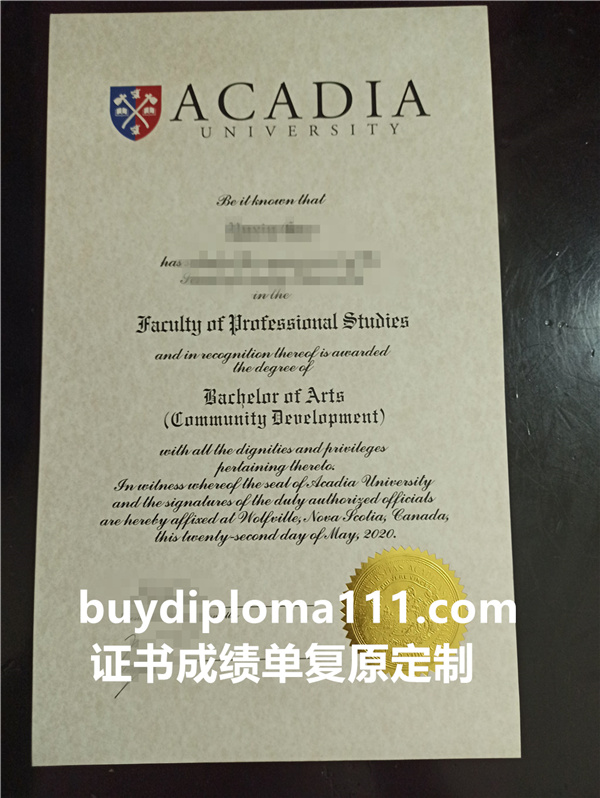 ACADIA
UNIVERSITY
Be it known that
has
in the
Faculty of Professional Studies
and in recognition thereof is awarded
the degree of
Bachelor of Arts
(Community Development)
with all the dignities and privileges
pertaining thereto.
In witness whereof the seal of Acadia University
and the signatures of the duly authorized officials
are hereby affixed at Wolfville, Nova Scotia, Canada,
this twenty-second day of May, 2020.
buydiploma111.com
证书成绩单复原定制